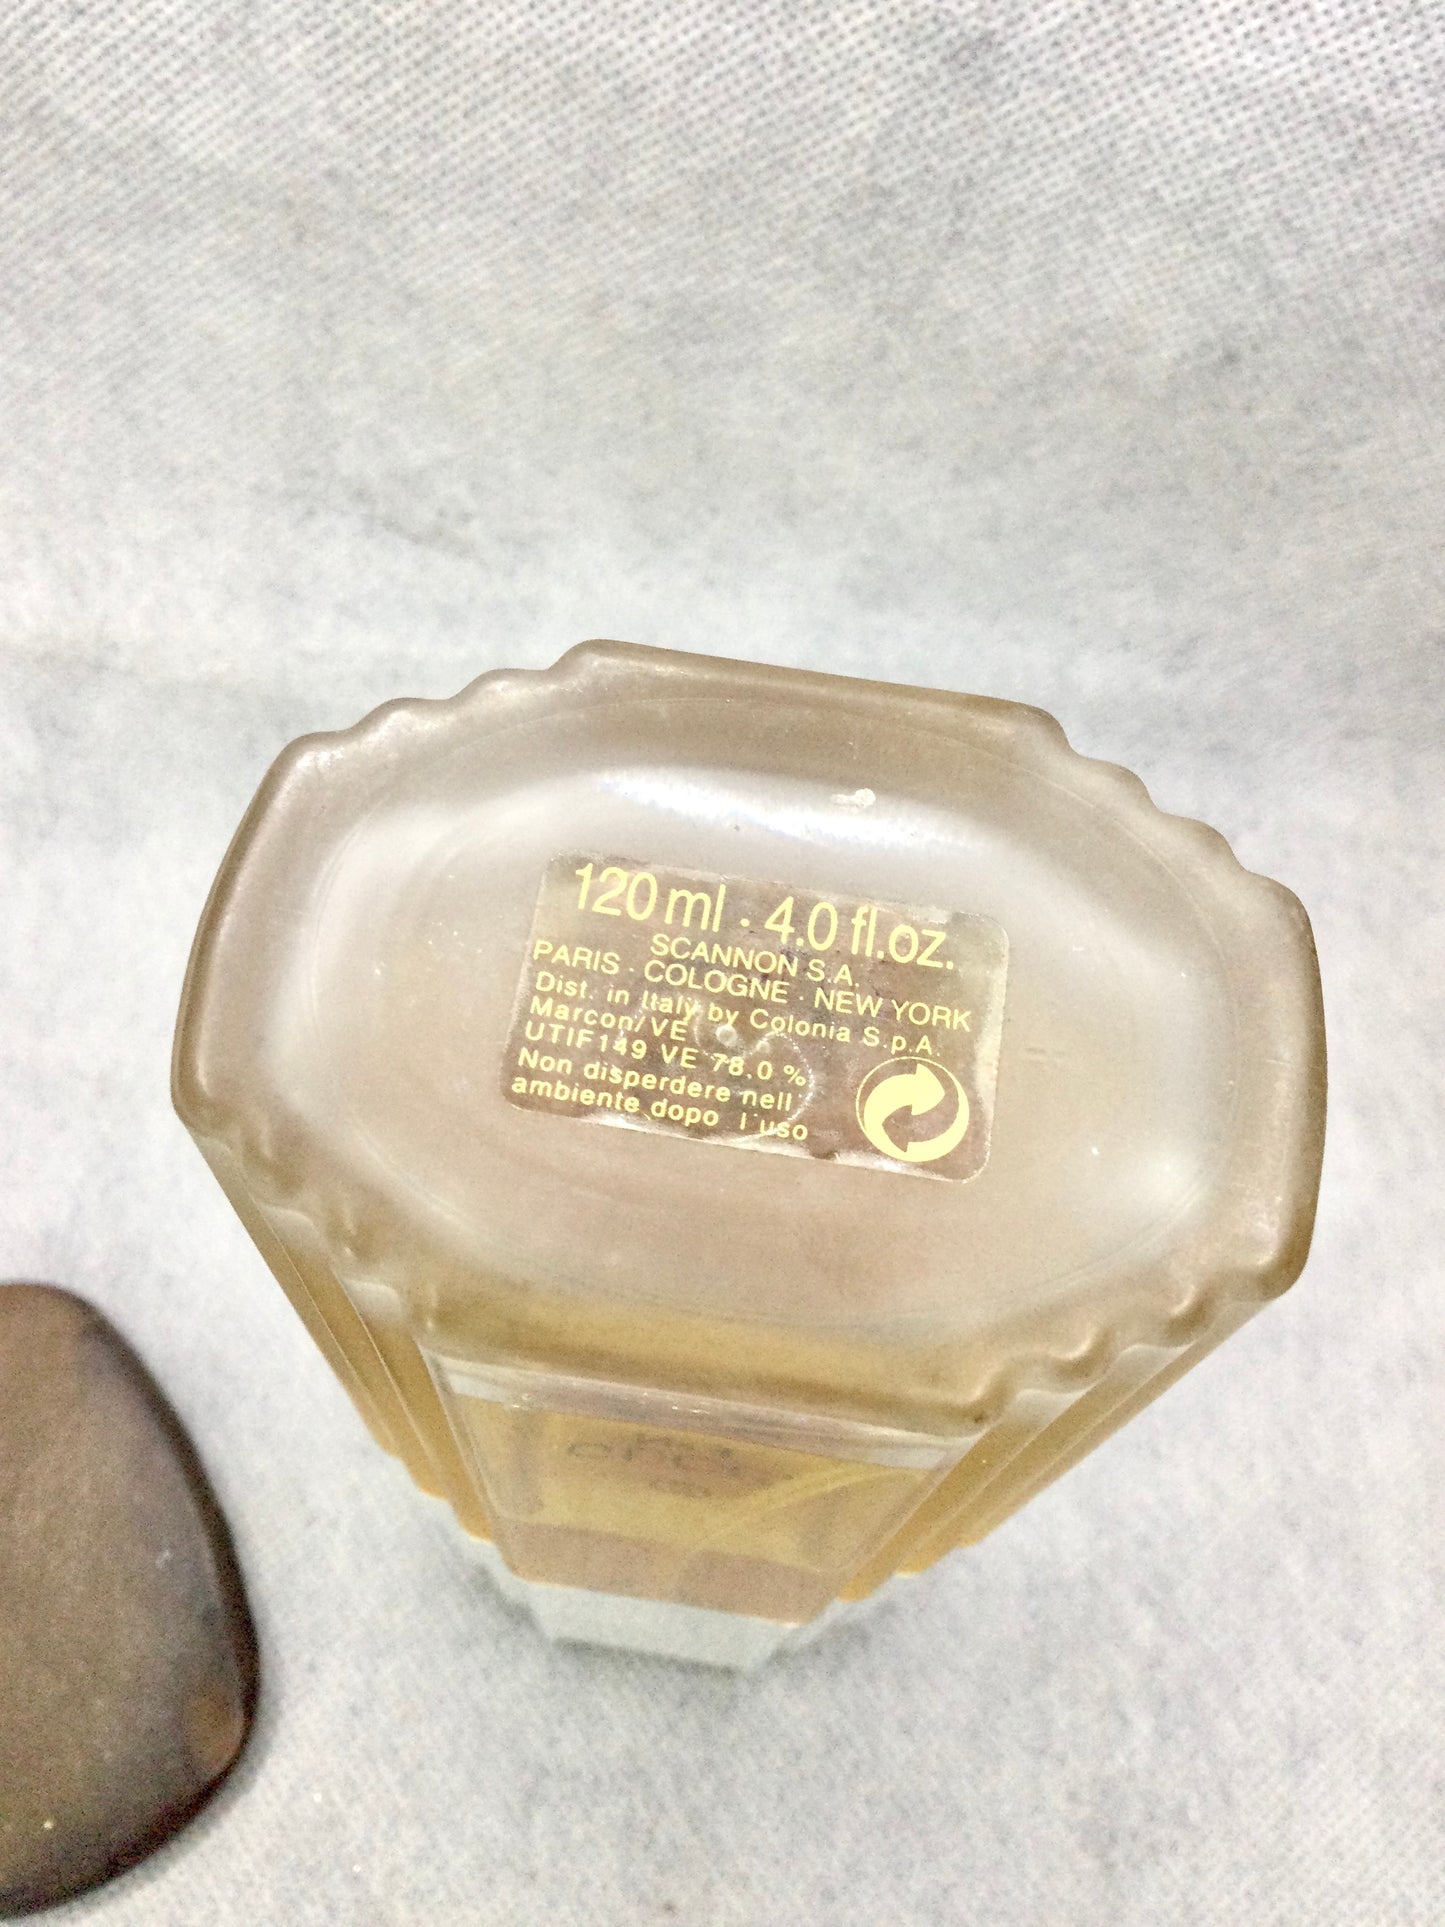 120 ml · 4.0 fl.oz.
SCANNON S.A.
PARIS · COLOGNE · NEW YORK
Dist. in Italy by Colonia S.p.A.
Marcon/VE
UTIF149 VE 78.0 %
Non disperdere nell'
ambiente dopo l'uso